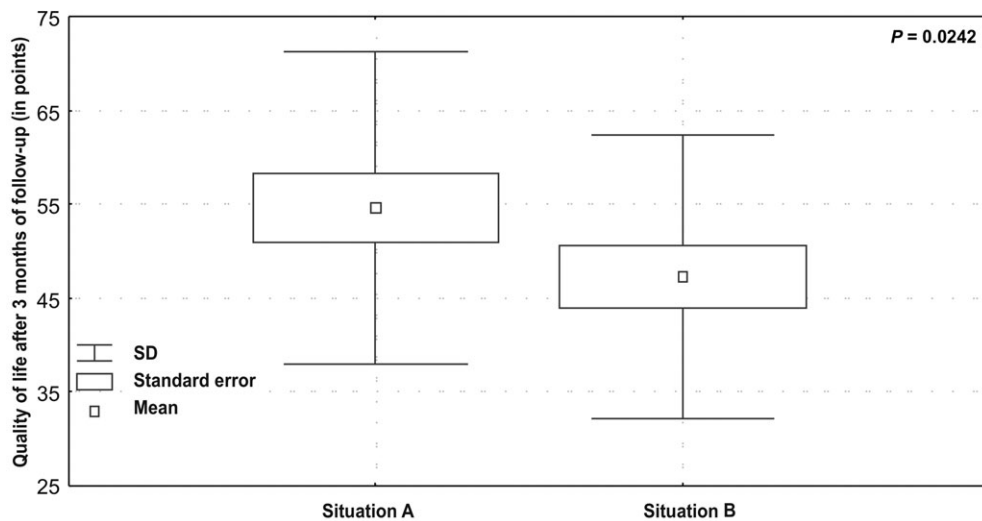 Quality of life after 3 months of follow-up (in points)
75
65
55
45
35
25
P = 0.0242
SD
Standard error
Mean
Situation A
Situation B